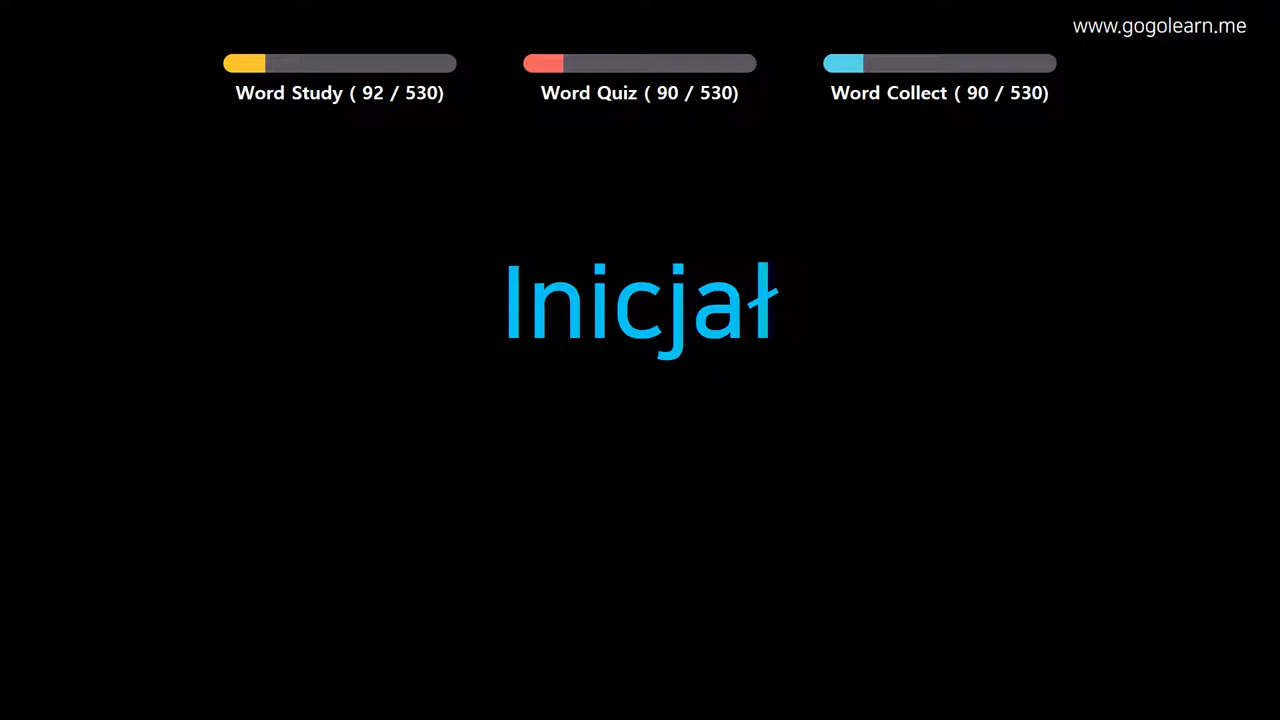 www.gogolearn.me
Word Study ( 92 / 530)
Word Quiz ( 90 / 530)
Word Collect ( 90 / 530)
Inicjał